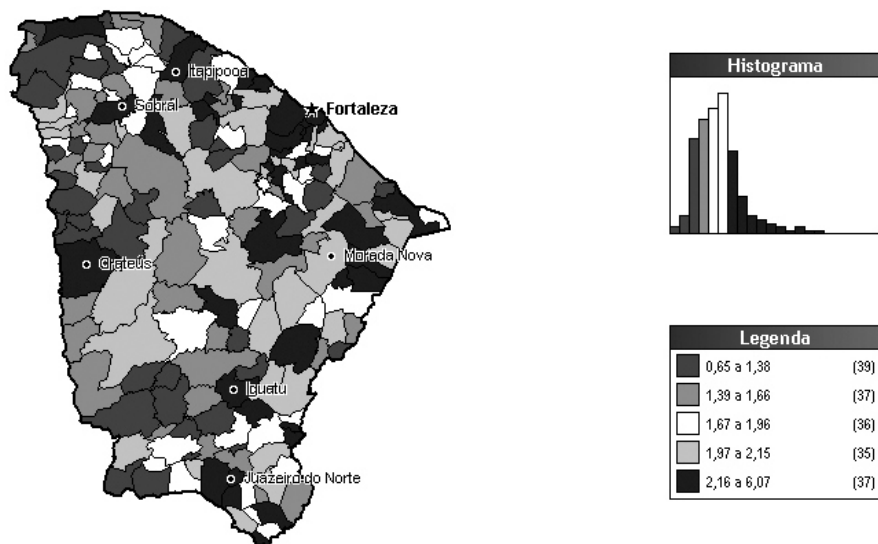 Itapipoca
Sobral
Fortaleza
Crateús
Morada Nova
Iguatu
Juazeiro do Norte
Histograma
Legenda
0,65 a 1,38 (39)
1,39 a 1,66 (37)
1,67 a 1,96 (36)
1,97 a 2,15 (35)
2,16 a 6,07 (37)